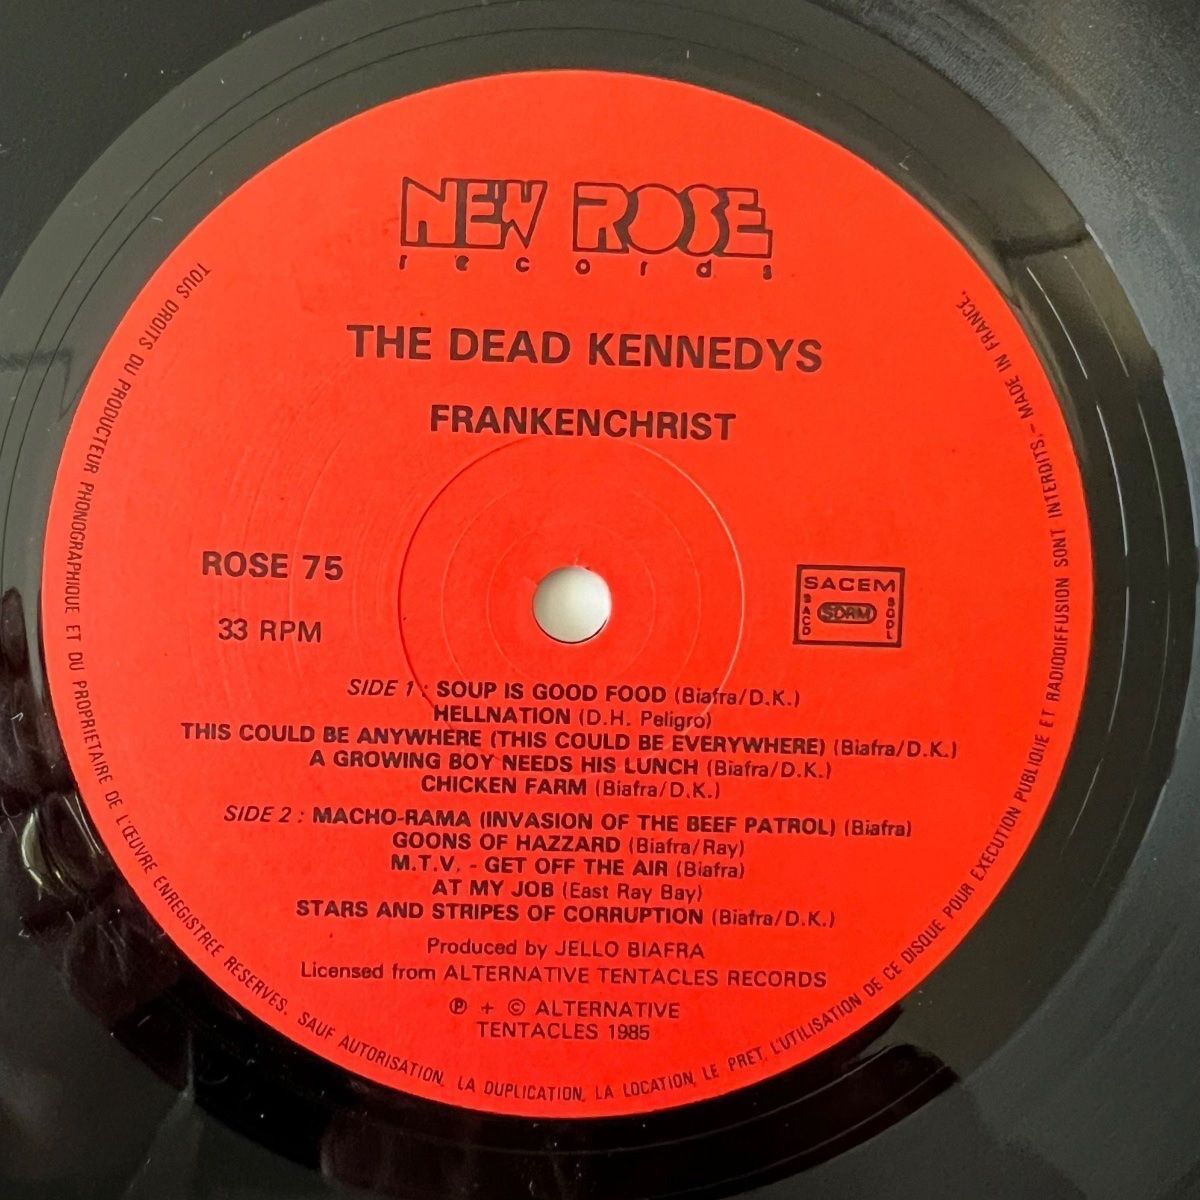 NEW ROSE
records
THE DEAD KENNEDYS
FRANKENCHRIST
ROSE 75
33 RPM
SACEM
SACD
SDRM
SGDL
SIDE 1 : SOUP IS GOOD FOOD (Biafra/D.K.)
HELLNATION (D.H. Peligro)
THIS COULD BE ANYWHERE (THIS COULD BE EVERYWHERE) (Biafra/D.K.)
A GROWING BOY NEEDS HIS LUNCH (Biafra/D.K.)
CHICKEN FARM (Biafra/D.K.)
SIDE 2 : MACHO-RAMA (INVASION OF THE BEEF PATROL) (Biafra)
GOONS OF HAZZARD (Biafra/Ray)
M.T.V. - GET OFF THE AIR (Biafra)
AT MY JOB (East Ray Bay)
STARS AND STRIPES OF CORRUPTION (Biafra/D.K.)
Produced by JELLO BIAFRA
Licensed from ALTERNATIVE TENTACLES RECORDS
℗ + © ALTERNATIVE
TENTACLES 1985
TOUS DROITS DU PRODUCTEUR PHONOGRAPHIQUE ET DU PROPRIETAIRE DE L'ŒUVRE ENREGISTREE RESERVES. SAUF AUTORISATION, LA DUPLICATION, LA LOCATION, LE PRET, L'UTILISATION DE CE DISQUE POUR EXECUTION PUBLIQUE ET RADIODIFFUSION SONT INTERDITS. - MADE IN FRANCE.